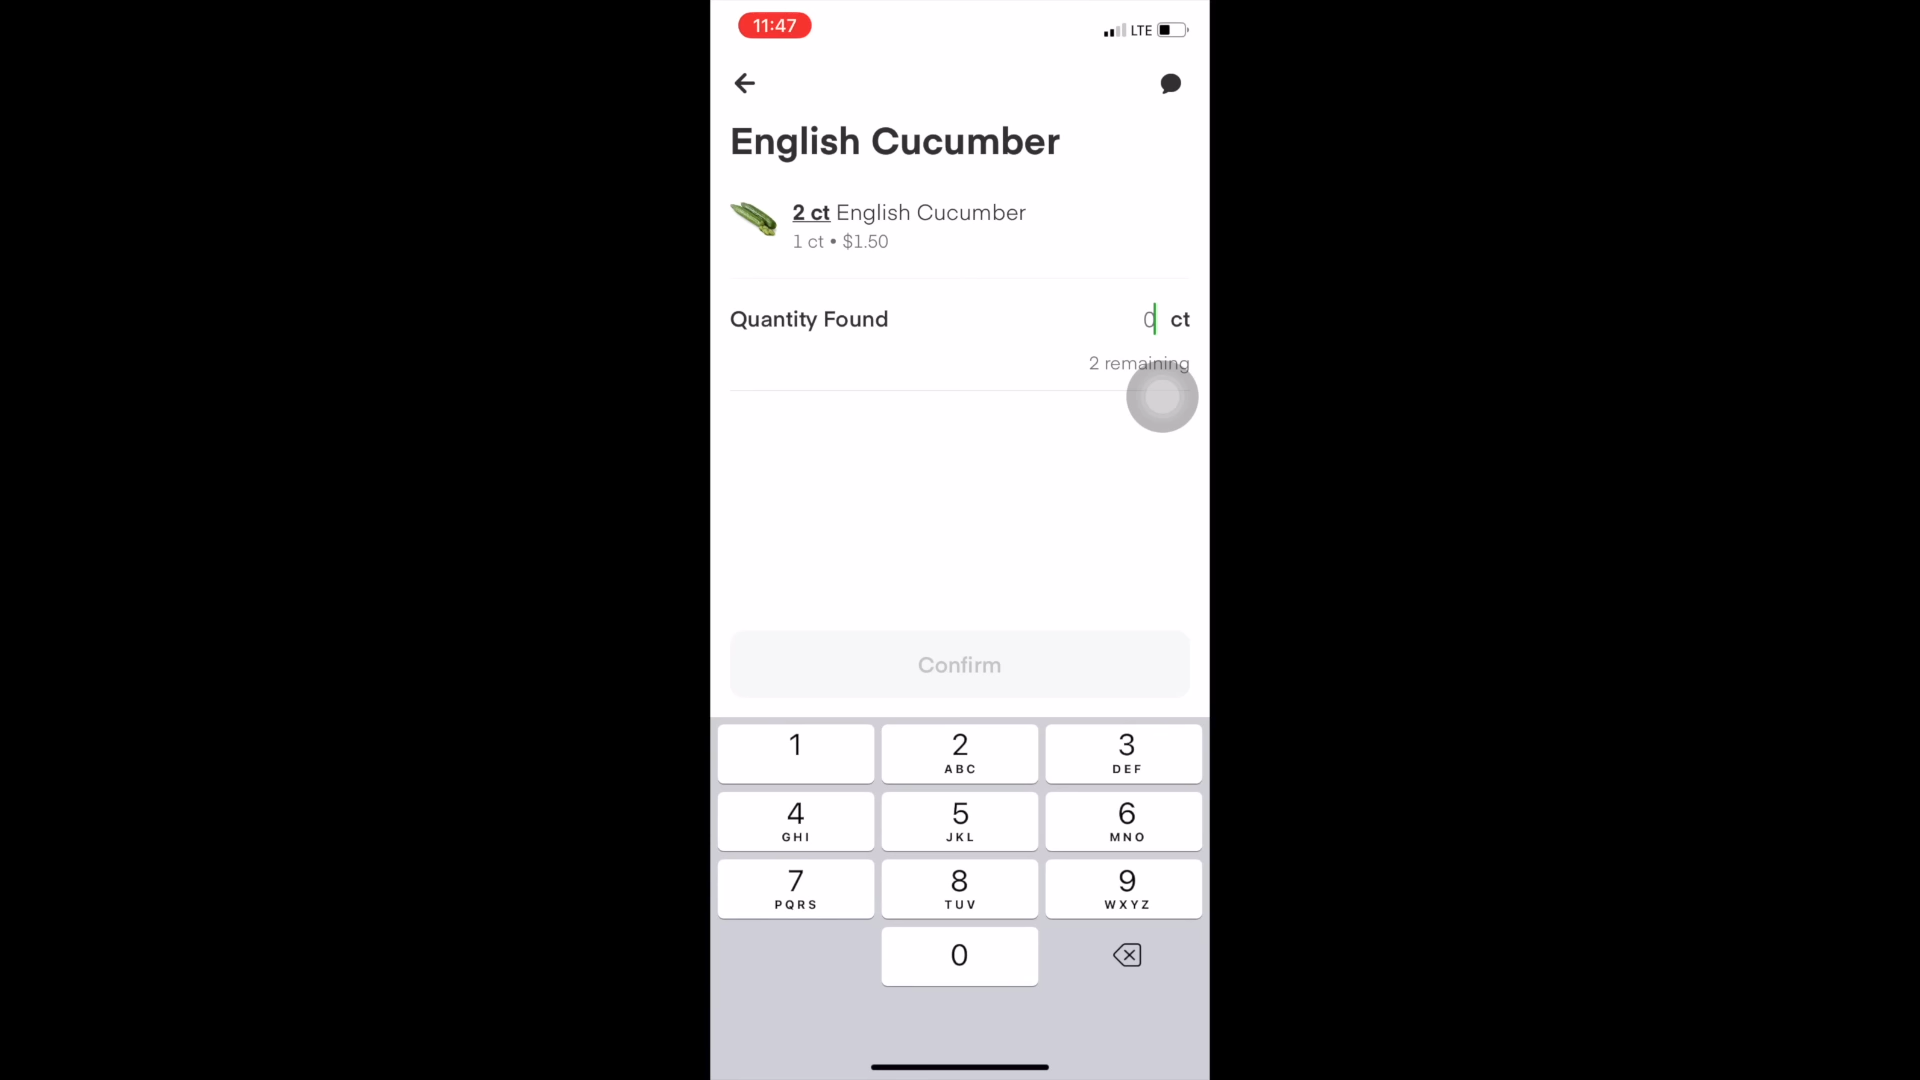 11:47
LTE
English Cucumber
2 ct English Cucumber
1 ct • $1.50
Quantity Found
0 ct
2 remaining
Confirm
1
2
3
ABC
DEF
4
5
6
GHI
JKL
MNO
7
8
9
PQRS
TUV
WXYZ
0